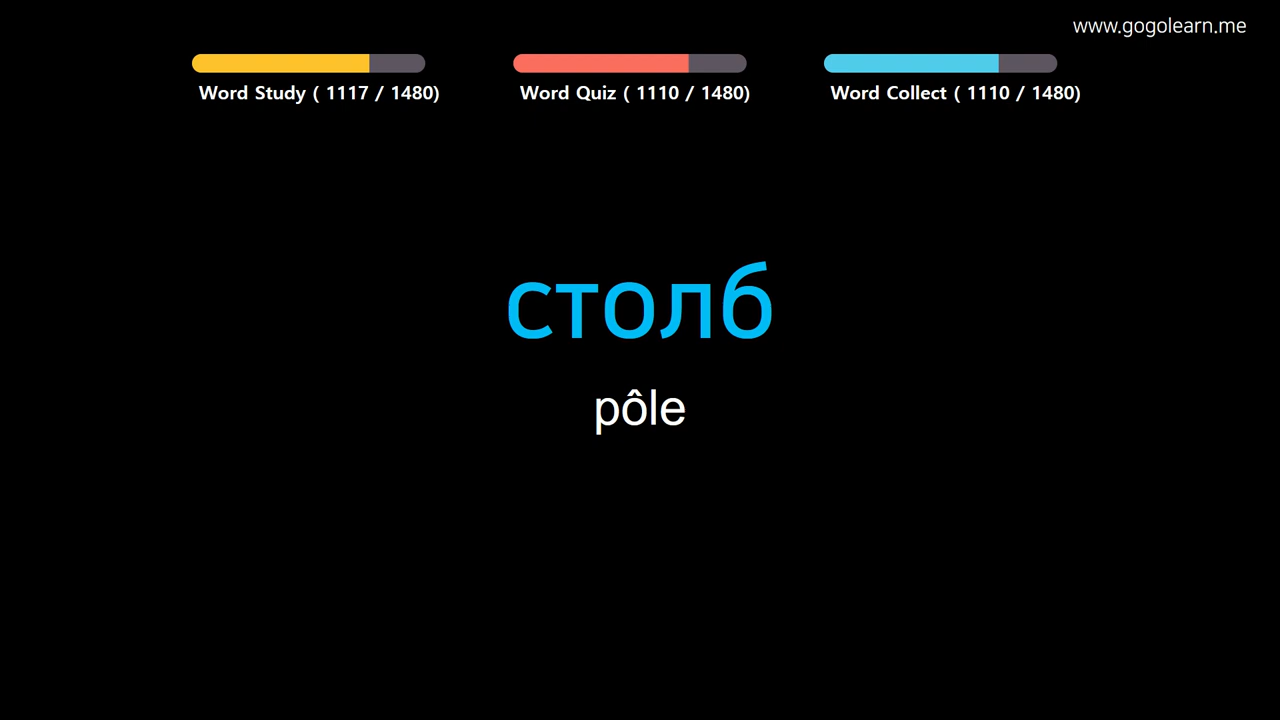 www.gogolearn.me
Word Study ( 1117 / 1480)
Word Quiz ( 1110 / 1480)
Word Collect ( 1110 / 1480)
столб
pôle